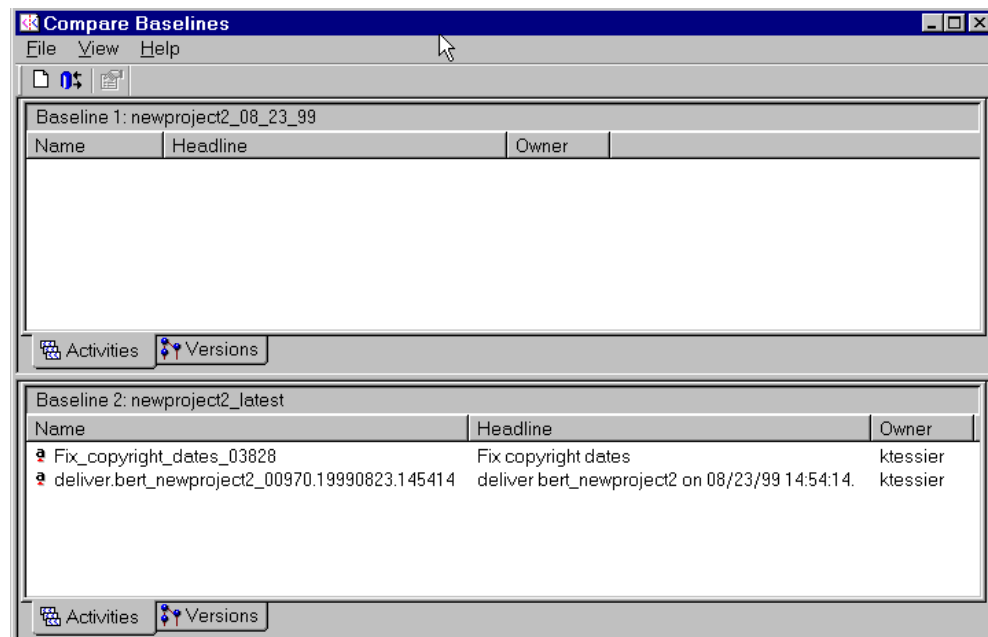 Compare Baselines
File View Help
Baseline 1: newproject2_08_23_99
Name Headline Owner
Activities Versions
Baseline 2: newproject2_latest
Name Headline Owner
Fix_copyright_dates_03828 Fix copyright dates ktessier
deliver.bert_newproject2_00970.19990823.145414 deliver bert_newproject2 on 08/23/99 14:54:14. ktessier
Activities Versions